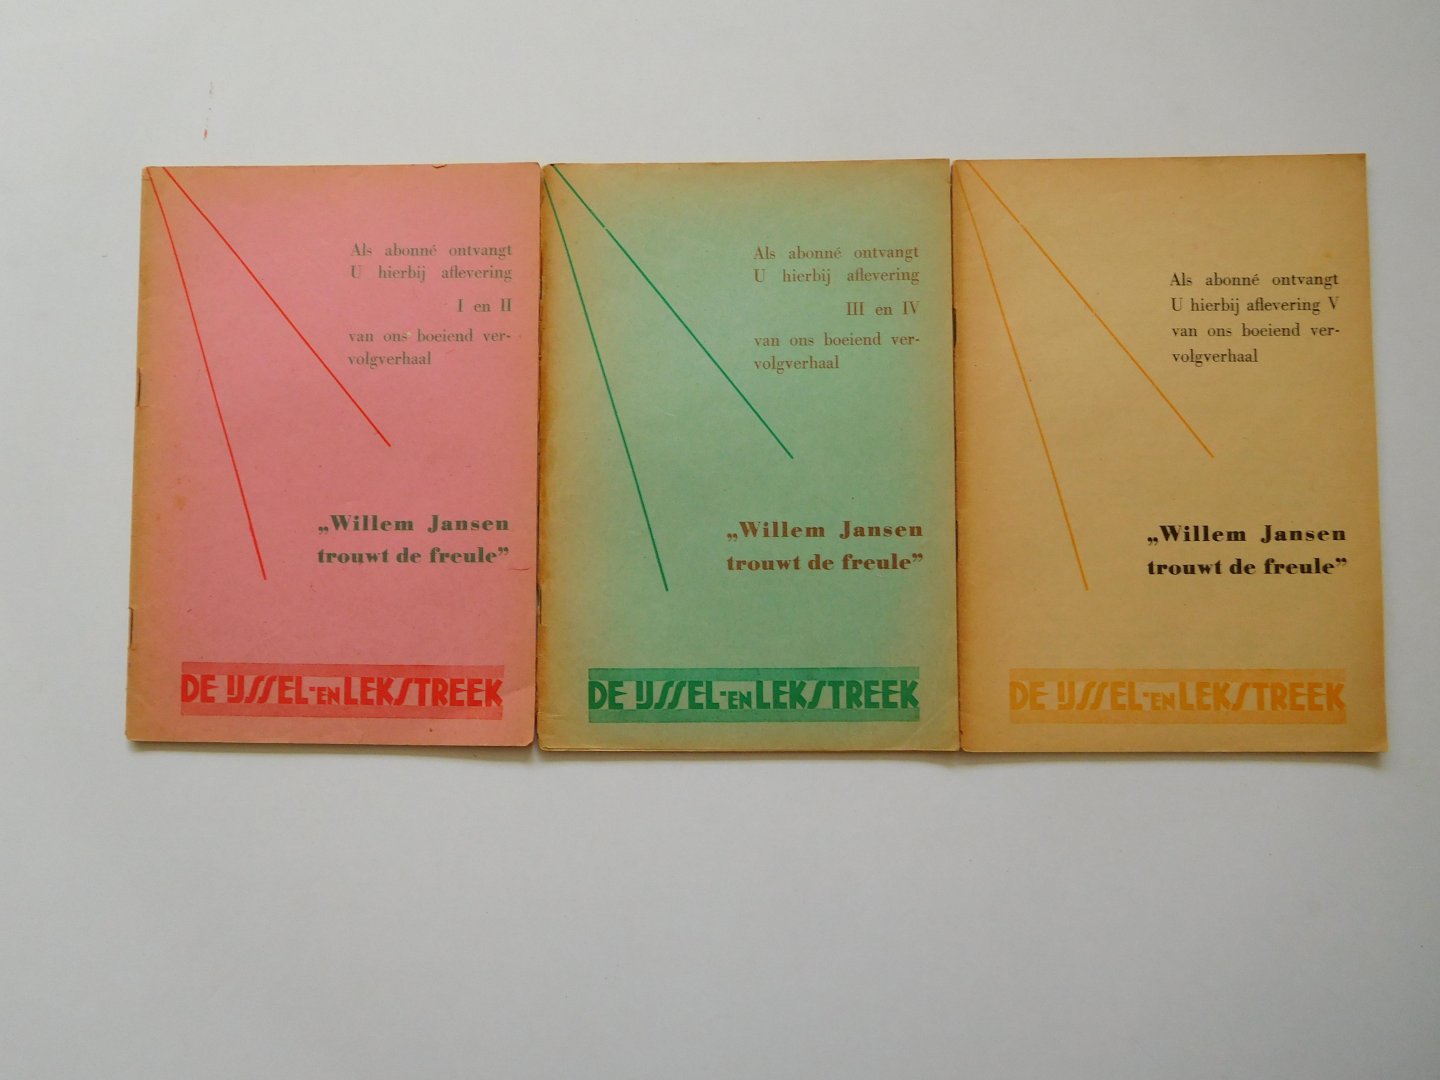 Als abonné ontvangt
U hierbij aflevering
I en II
van ons boeiend ver-
volgverhaal
„Willem Jansen
trouwt de freule”
DE IJSSEL-EN LEKSTREEK
Als abonné ontvangt
U hierbij aflevering
III en IV
van ons boeiend ver-
volgverhaal
„Willem Jansen
trouwt de freule”
DE IJSSEL-EN LEKSTREEK
Als abonné ontvangt
U hierbij aflevering V
van ons boeiend ver-
volgverhaal
„Willem Jansen
trouwt de freule”
DE IJSSEL-EN LEKSTREEK